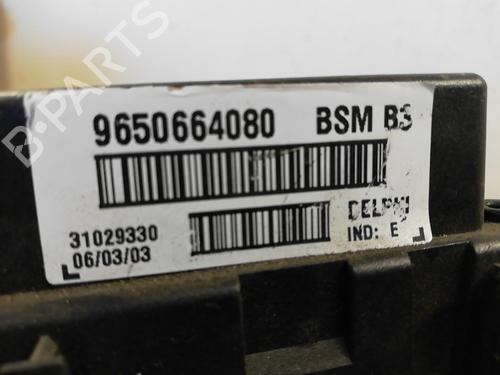 9650664080 BSM B3
31029330 DELPHI
06/03/03 IND: E
B-PARTS